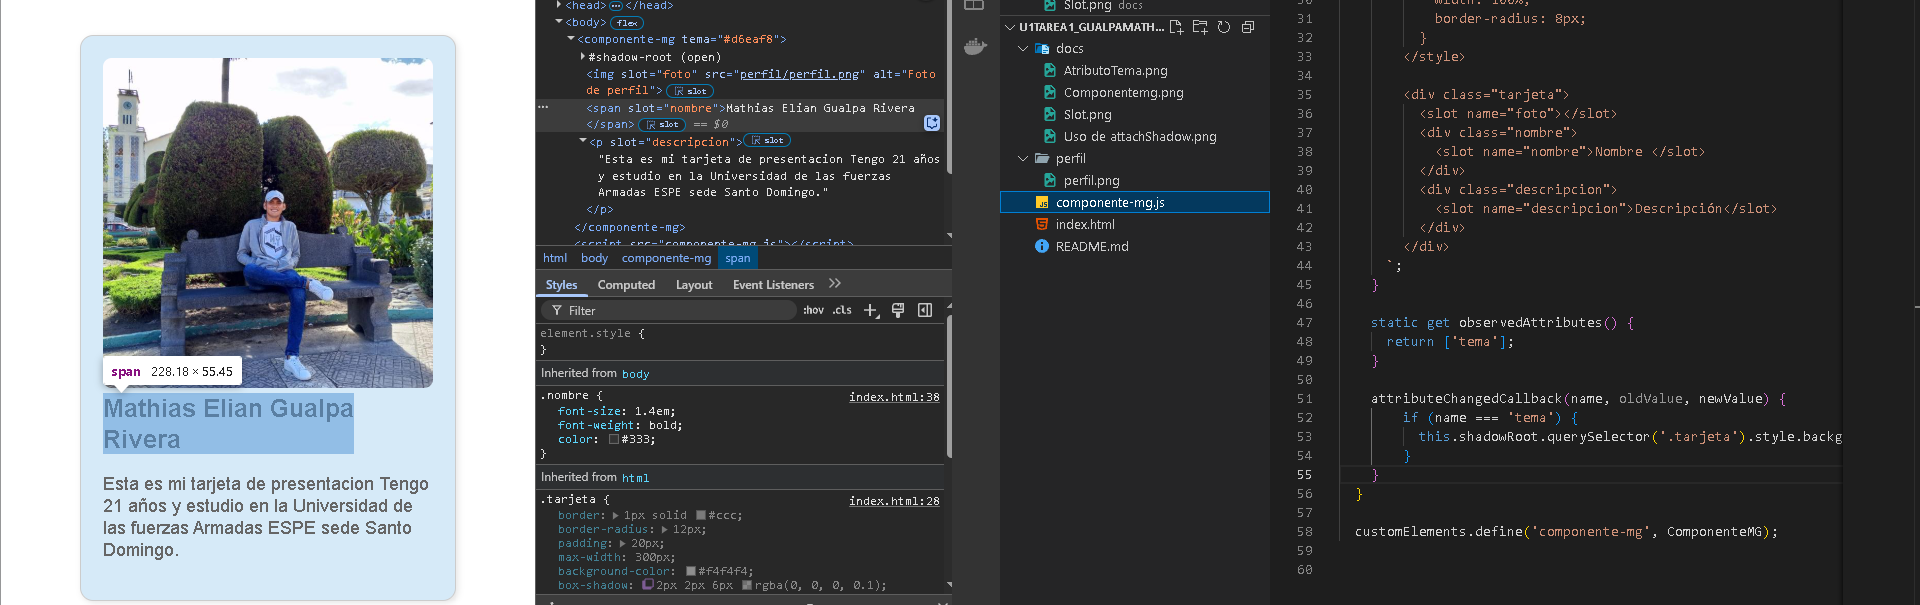 Mathias Elian Gualpa
Rivera
Esta es mi tarjeta de presentacion Tengo
21 años y estudio en la Universidad de
las fuerzas Armadas ESPE sede Santo
Domingo.
span 228.18 × 55.45
<head> ••• </head>
<body> flex
<componente-mg tema="#d6eaf8">
#shadow-root (open)
<img slot="foto" src="perfil/perfil.png" alt="Foto
de perfil"> slot
<span slot="nombre">Mathias Elian Gualpa Rivera
</span> slot == $0
<p slot="descripcion"> slot
"Esta es mi tarjeta de presentacion Tengo 21 años
y estudio en la Universidad de las fuerzas
Armadas ESPE sede Santo Domingo."
</p>
</componente-mg>
<script src="componente-mg.js"></script>
html body componente-mg span
Styles Computed Layout Event Listeners >>
Filter :hov .cls
element.style {
}
Inherited from body
.nombre { index.html:38
font-size: 1.4em;
font-weight: bold;
color: #333;
}
Inherited from html
.tarjeta { index.html:28
border: 1px solid #ccc;
border-radius: 12px;
padding: 20px;
max-width: 300px;
background-color: #f4f4f4;
box-shadow: 2px 2px 6px rgba(0, 0, 0, 0.1);
Slot.png docs
U1TAREA1_GUALPAMATH...
docs
AtributoTema.png
Componentemg.png
Slot.png
Uso de attachShadow.png
perfil
perfil.png
JS componente-mg.js
index.html
README.md
30 width: 100%;
31 border-radius: 8px;
32 }
33 </style>
34
35 <div class="tarjeta">
36 <slot name="foto"></slot>
37 <div class="nombre">
38 <slot name="nombre">Nombre </slot>
39 </div>
40 <div class="descripcion">
41 <slot name="descripcion">Descripción</slot>
42 </div>
43 </div>
44 `;
45 }
46
47 static get observedAttributes() {
48 return ['tema'];
49 }
50
51 attributeChangedCallback(name, oldValue, newValue) {
52 if (name === 'tema') {
53 this.shadowRoot.querySelector('.tarjeta').style.backg
54 }
55 }
56 }
57
58 customElements.define('componente-mg', ComponenteMG);
59
60